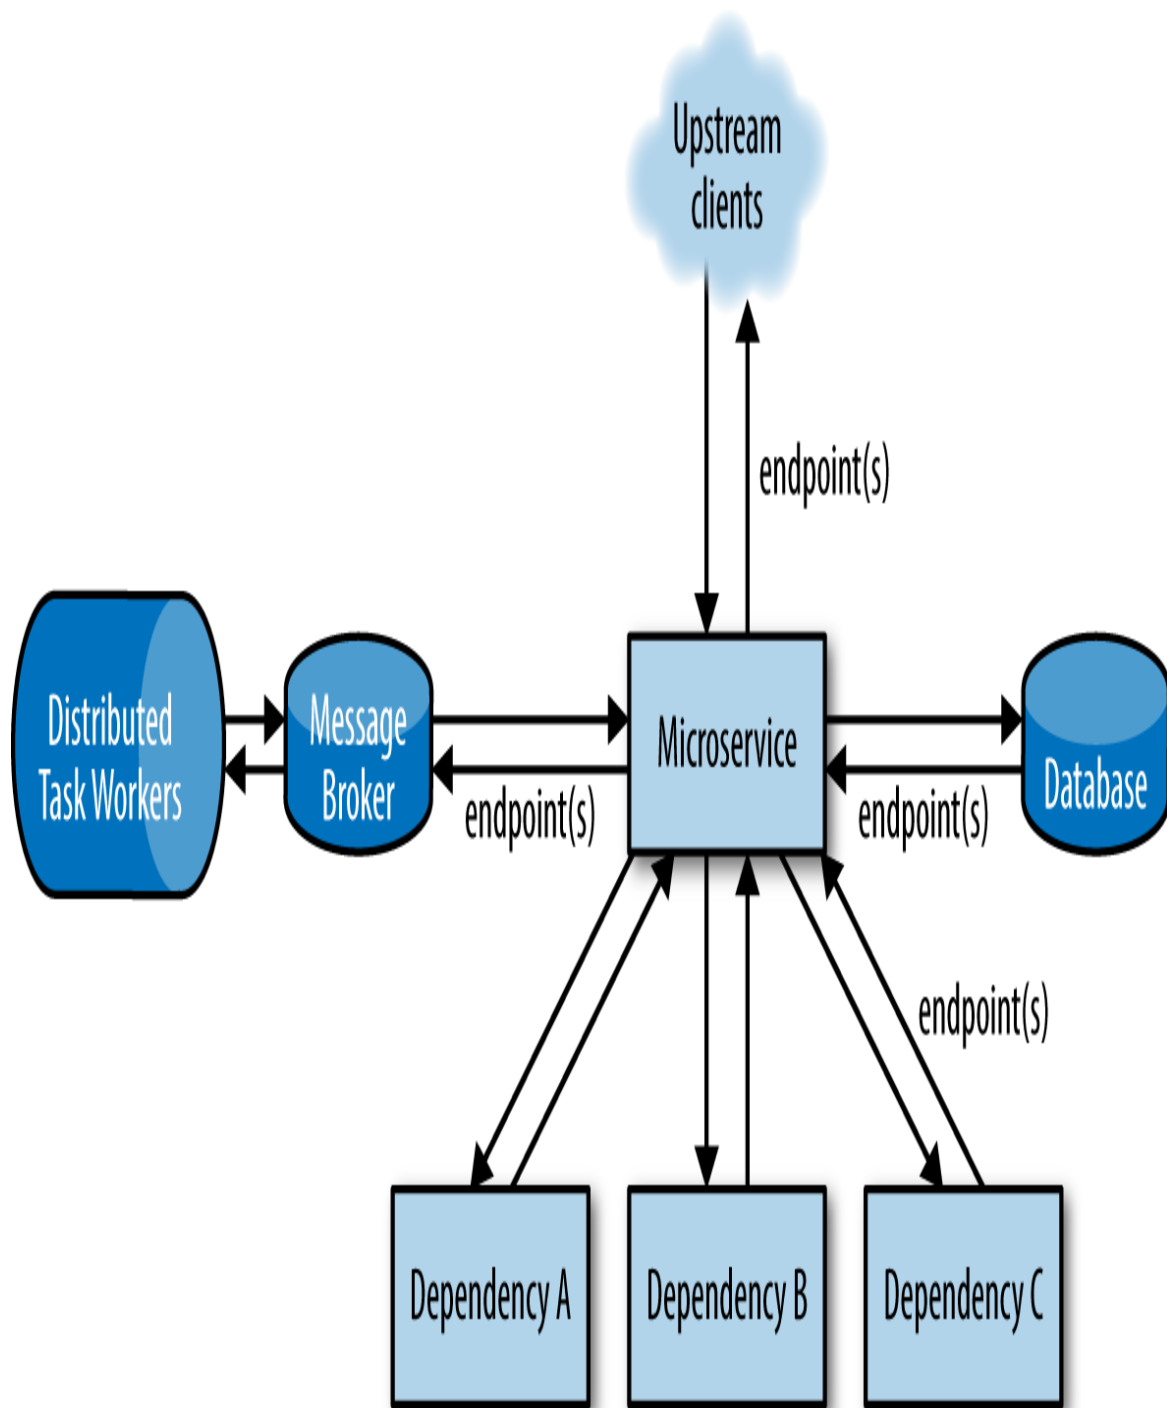 Upstream
clients
endpoint(s)
Distributed
Task Workers
Message
Broker
endpoint(s)
Microservice
endpoint(s)
Database
endpoint(s)
Dependency A
Dependency B
Dependency C